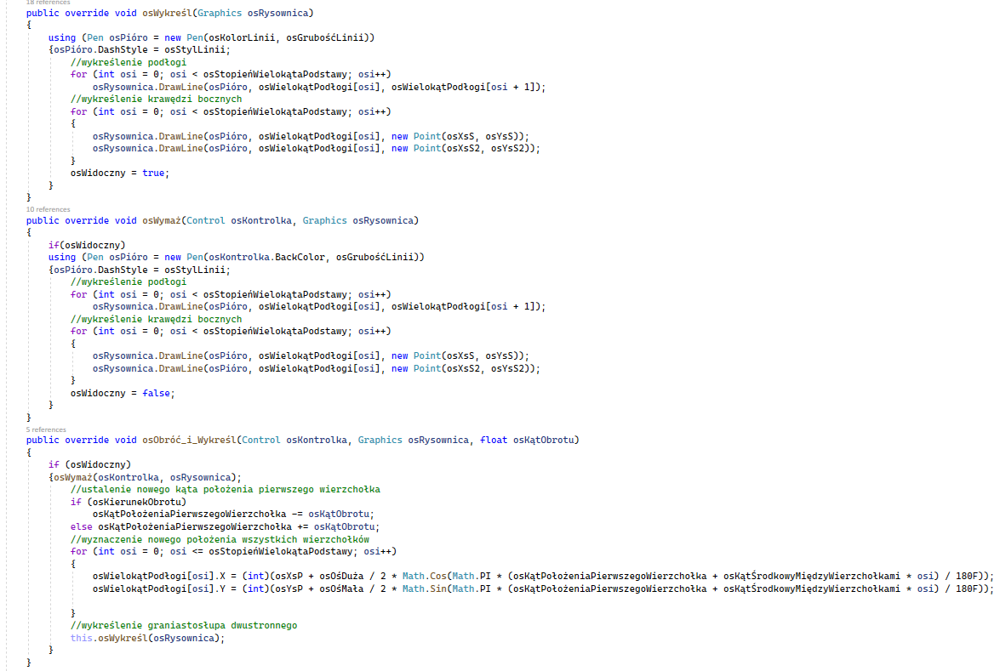 18 references
public override void osWykreśl(Graphics osRysownica)
{
using (Pen osPióro = new Pen(osKolorLinii, osGrubośćLinii))
{osPióro.DashStyle = osStylLinii;
//wykreślenie podłogi
for (int osi = 0; osi < osStopieńWielokątaPodstawy; osi++)
osRysownica.DrawLine(osPióro, osWielokątPodłogi[osi], osWielokątPodłogi[osi + 1]);
//wykreślenie krawędzi bocznych
for (int osi = 0; osi < osStopieńWielokątaPodstawy; osi++)
{
osRysownica.DrawLine(osPióro, osWielokątPodłogi[osi], new Point(osXsS, osYsS));
osRysownica.DrawLine(osPióro, osWielokątPodłogi[osi], new Point(osXsS2, osYsS2));
}
osWidoczny = true;
}
}
10 references
public override void osWymaż(Control osKontrolka, Graphics osRysownica)
{
if(osWidoczny)
using (Pen osPióro = new Pen(osKontrolka.BackColor, osGrubośćLinii))
{osPióro.DashStyle = osStylLinii;
//wykreślenie podłogi
for (int osi = 0; osi < osStopieńWielokątaPodstawy; osi++)
osRysownica.DrawLine(osPióro, osWielokątPodłogi[osi], osWielokątPodłogi[osi + 1]);
//wykreślenie krawędzi bocznych
for (int osi = 0; osi < osStopieńWielokątaPodstawy; osi++)
{
osRysownica.DrawLine(osPióro, osWielokątPodłogi[osi], new Point(osXsS, osYsS));
osRysownica.DrawLine(osPióro, osWielokątPodłogi[osi], new Point(osXsS2, osYsS2));
}
osWidoczny = false;
}
}
5 references
public override void osObróć_i_Wykreśl(Control osKontrolka, Graphics osRysownica, float osKątObrotu)
{
if (osWidoczny)
{osWymaż(osKontrolka, osRysownica);
//ustalenie nowego kąta położenia pierwszego wierzchołka
if (osKierunekObrotu)
osKątPołożeniaPierwszegoWierzchołka -= osKątObrotu;
else osKątPołożeniaPierwszegoWierzchołka += osKątObrotu;
//wyznaczenie nowego położenia wszystkich wierzchołków
for (int osi = 0; osi <= osStopieńWielokątaPodstawy; osi++)
{
osWielokątPodłogi[osi].X = (int)(osXsP + osOśDuża / 2 * Math.Cos(Math.PI * (osKątPołożeniaPierwszegoWierzchołka + osKątŚrodkowyMiędzyWierzchołkami * osi) / 180F));
osWielokątPodłogi[osi].Y = (int)(osYsP + osOśMała / 2 * Math.Sin(Math.PI * (osKątPołożeniaPierwszegoWierzchołka + osKątŚrodkowyMiędzyWierzchołkami * osi) / 180F));
}
//wykreślenie graniastosłupa dwustronnego
this.osWykreśl(osRysownica);
}
}